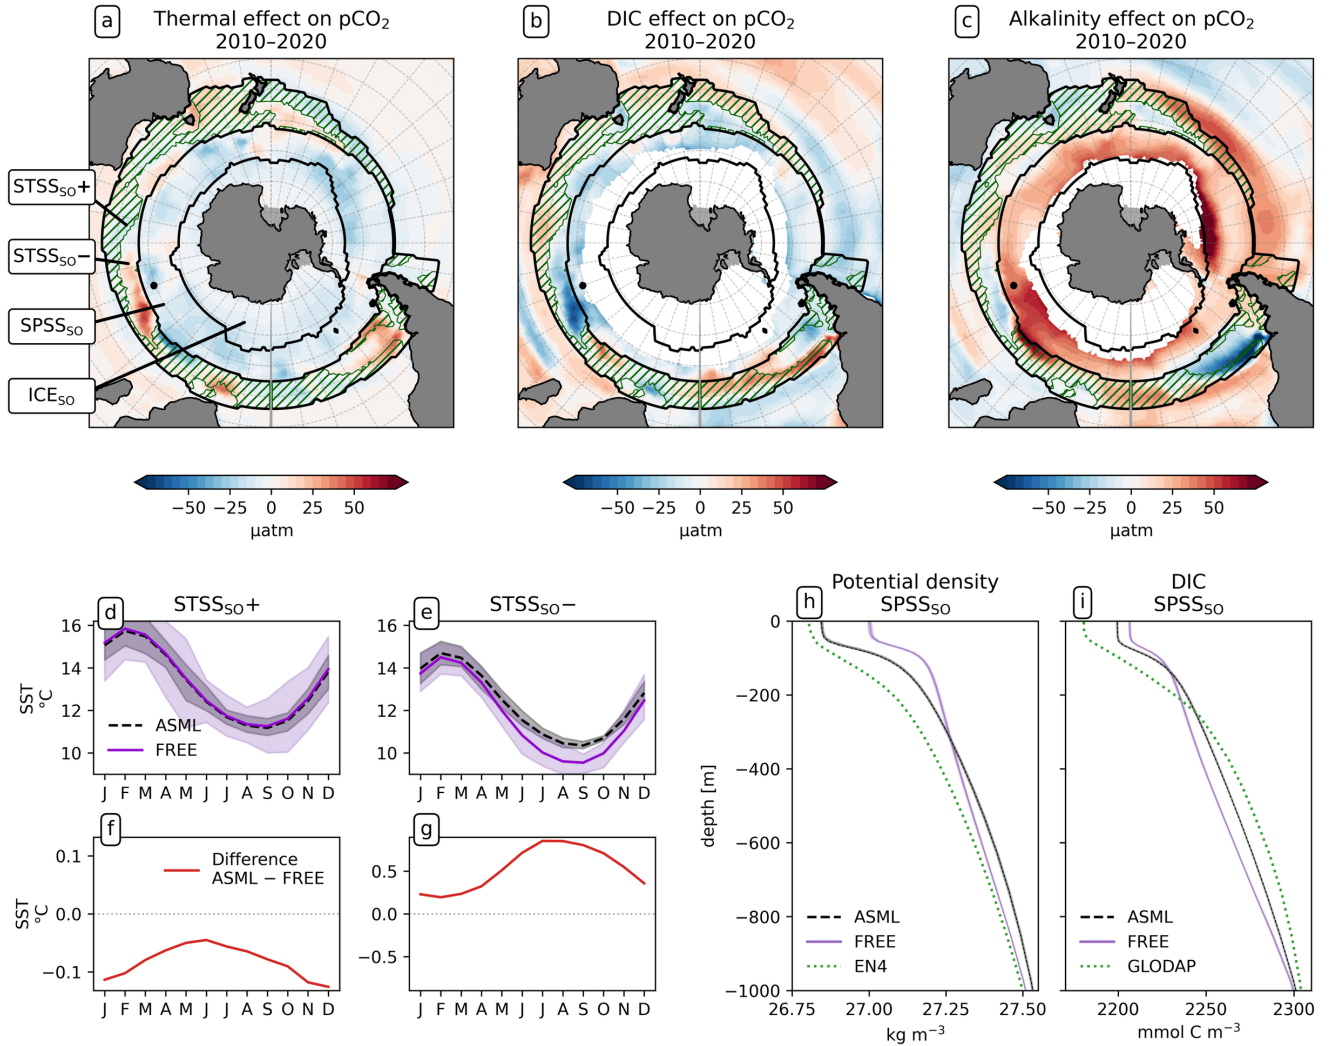 a
Thermal effect on pCO₂
2010–2020
b
DIC effect on pCO₂
2010–2020
c
Alkalinity effect on pCO₂
2010–2020
STSS_SO+
STSS_SO−
SPSS_SO
ICE_SO
−50 −25 0 25 50
µatm
−50 −25 0 25 50
µatm
−50 −25 0 25 50
µatm
d
STSS_SO+
16
14
12
10
SST
°C
ASML
FREE
J F M A M J J A S O N D
e
STSS_SO−
16
14
12
10
J F M A M J J A S O N D
f
0.1
0.0
−0.1
SST
°C
Difference
ASML − FREE
J F M A M J J A S O N D
g
0.5
0.0
−0.5
J F M A M J J A S O N D
h
Potential density
SPSS_SO
0
−200
−400
−600
−800
−1000
depth [m]
ASML
FREE
EN4
26.75 27.00 27.25 27.50
kg m⁻³
i
DIC
SPSS_SO
ASML
FREE
GLODAP
2200 2250 2300
mmol C m⁻³